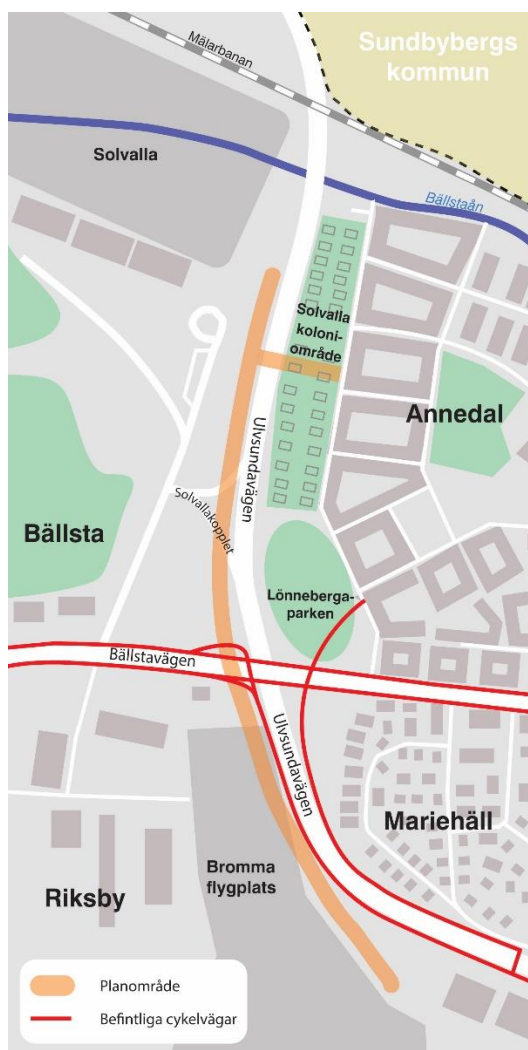 Sundbybergs
kommun
Mälarbanan
Solvalla
Bällstaån
Solvalla
koloni-
område
Annedal
Ulvsundavägen
Solvallakopplet
Bällsta
Lönneberga-
parken
Bällstavägen
Ulvsundavägen
Mariehäll
Bromma
flygplats
Riksby
Planområde
Befintliga cykelvägar